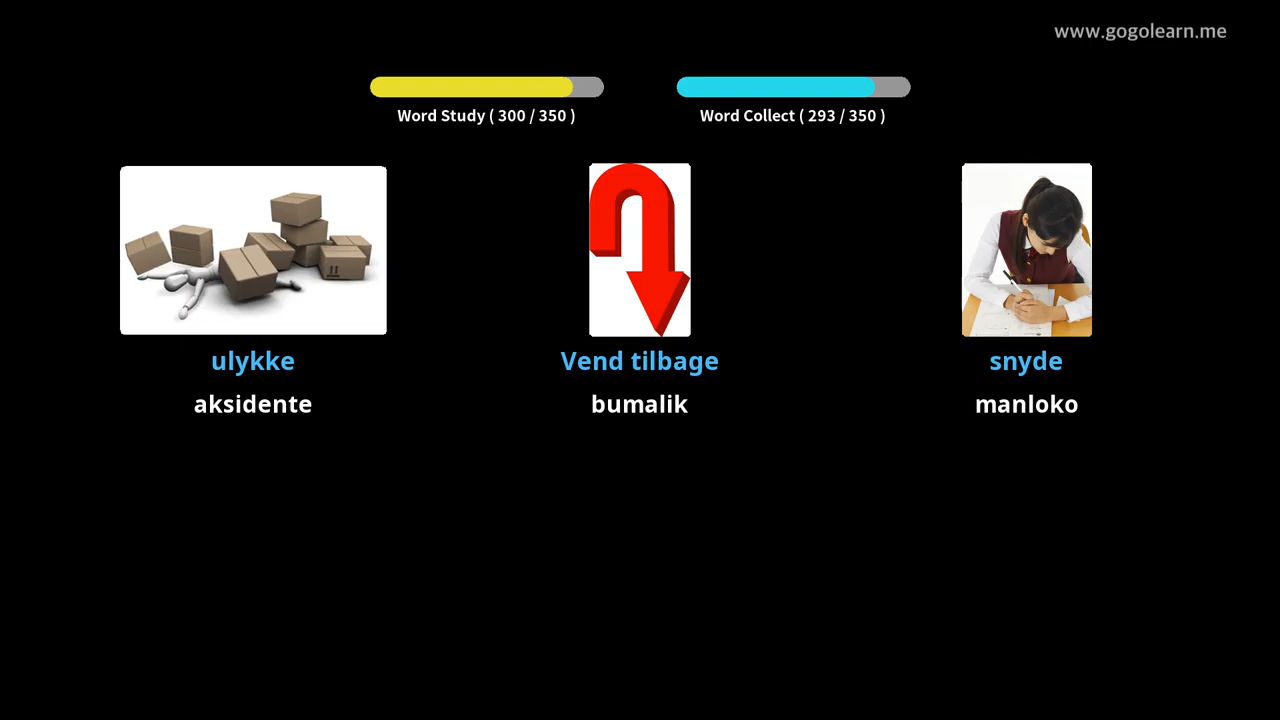 www.gogolearn.me
Word Study ( 300 / 350 )
Word Collect ( 293 / 350 )
ulykke
Vend tilbage
snyde
aksidente
bumalik
manloko